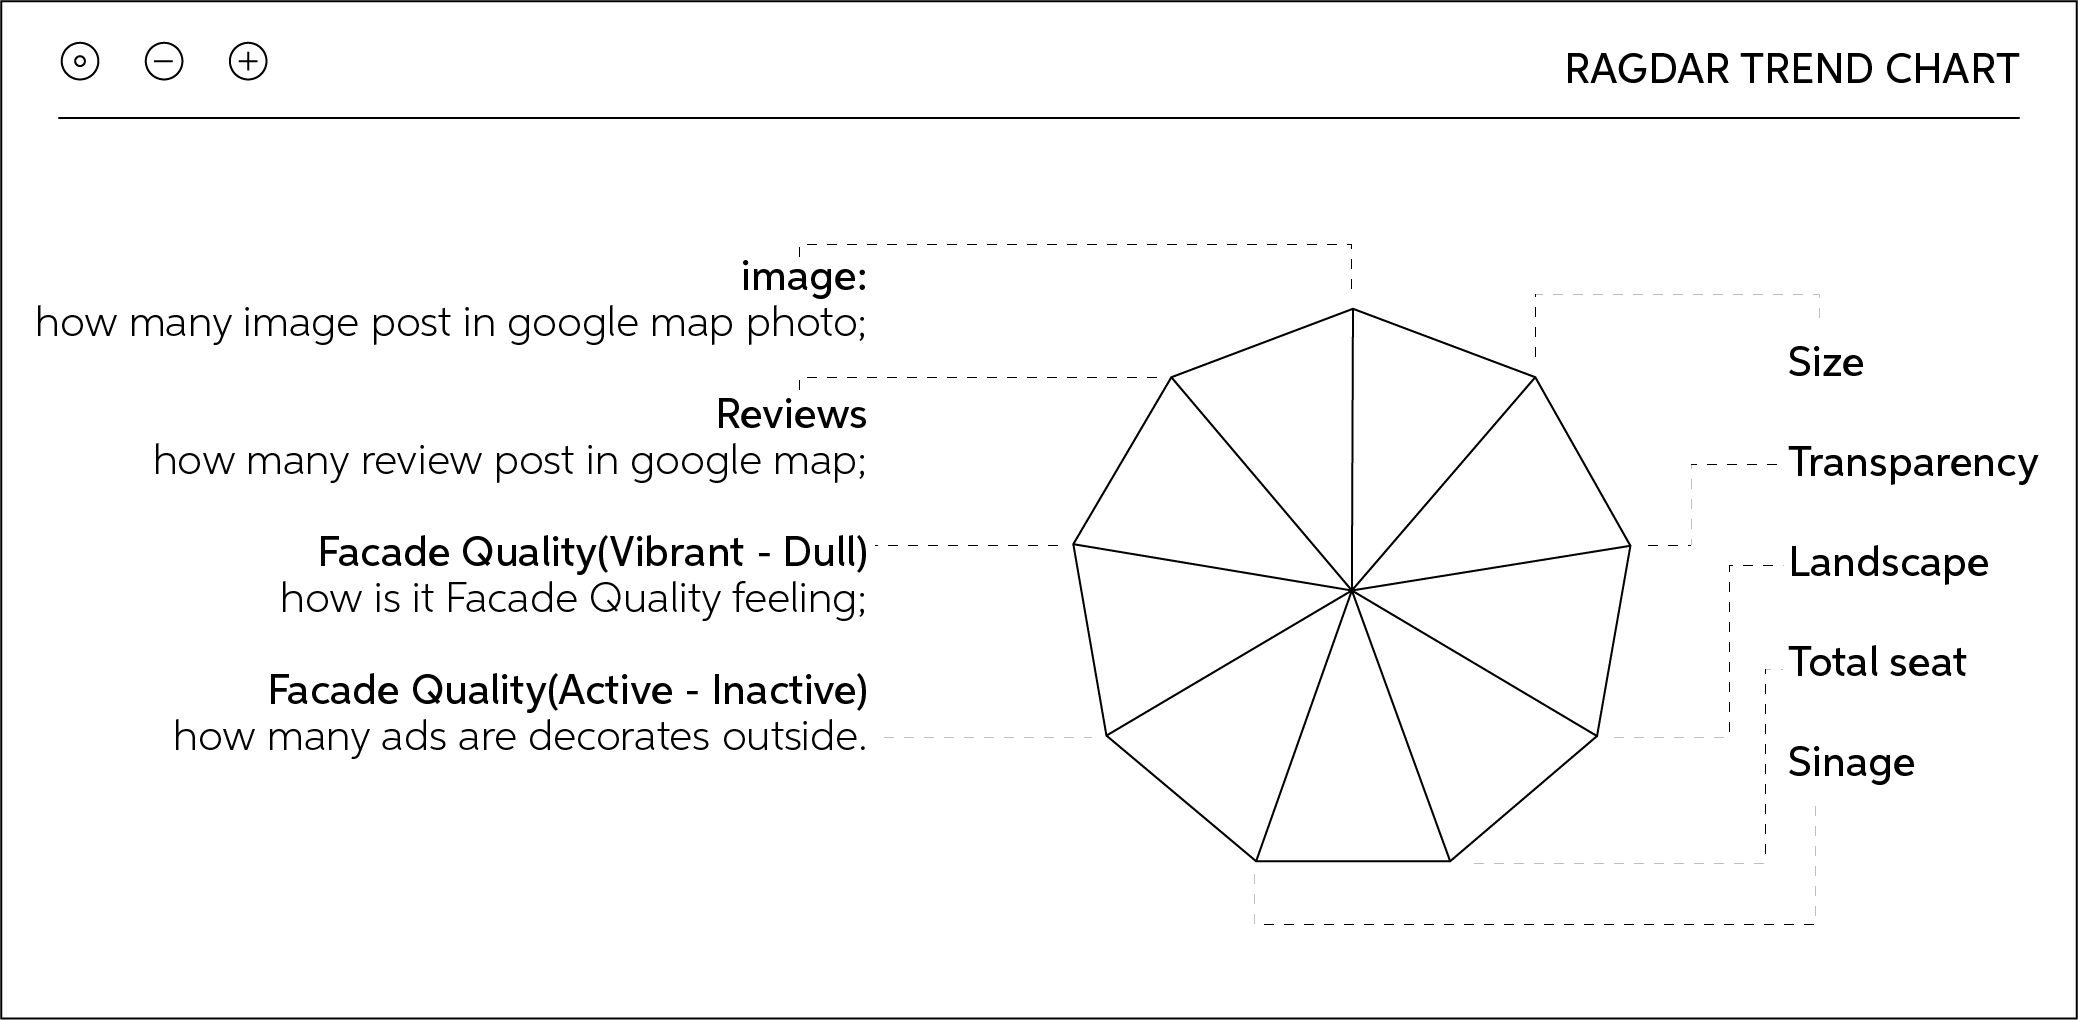 RAGDAR TREND CHART
image:
how many image post in google map photo;
Reviews
how many review post in google map;
Facade Quality(Vibrant - Dull)
how is it Facade Quality feeling;
Facade Quality(Active - Inactive)
how many ads are decorates outside.
Size
Transparency
Landscape
Total seat
Sinage